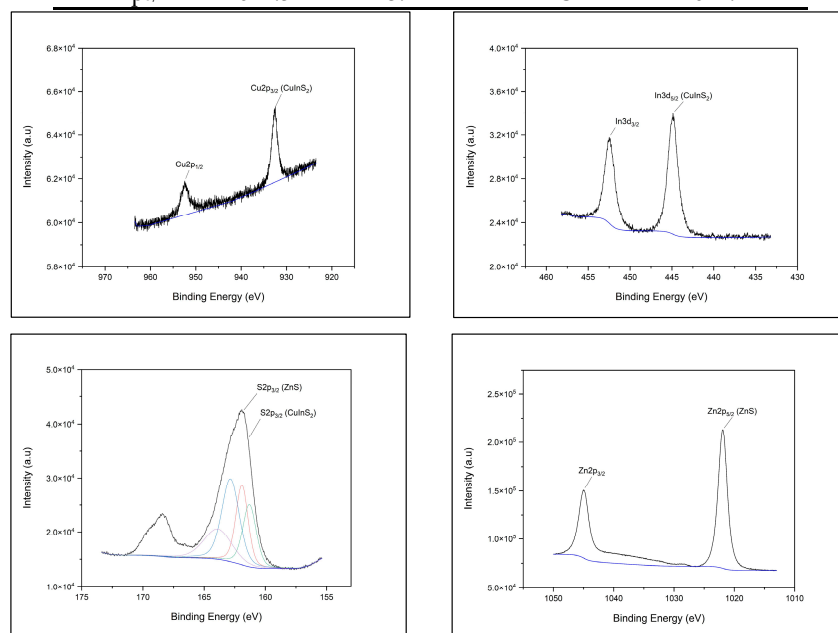 6.8×10⁴
6.6×10⁴
6.4×10⁴
6.2×10⁴
6.0×10⁴
5.8×10⁴
Intensity (a.u)
Cu2p₃/₂ (CuInS₂)
Cu2p₁/₂
970 960 950 940 930 920
Binding Energy (eV)
4.0×10⁴
3.6×10⁴
3.2×10⁴
2.8×10⁴
2.4×10⁴
2.0×10⁴
Intensity (a.u)
In3d₅/₂ (CuInS₂)
In3d₃/₂
460 455 450 445 440 435 430
Binding Energy (eV)
5.0×10⁴
4.0×10⁴
3.0×10⁴
2.0×10⁴
1.0×10⁴
Intensity (a.u)
S2p₃/₂ (ZnS)
S2p₃/₂ (CuInS₂)
175 170 165 160 155
Binding Energy (eV)
2.5×10⁵
2.0×10⁵
1.5×10⁵
1.0×10⁵
5.0×10⁴
Intensity (a.u)
Zn2p₃/₂ (ZnS)
Zn2p₃/₂
1050 1040 1030 1020 1010
Binding Energy (eV)